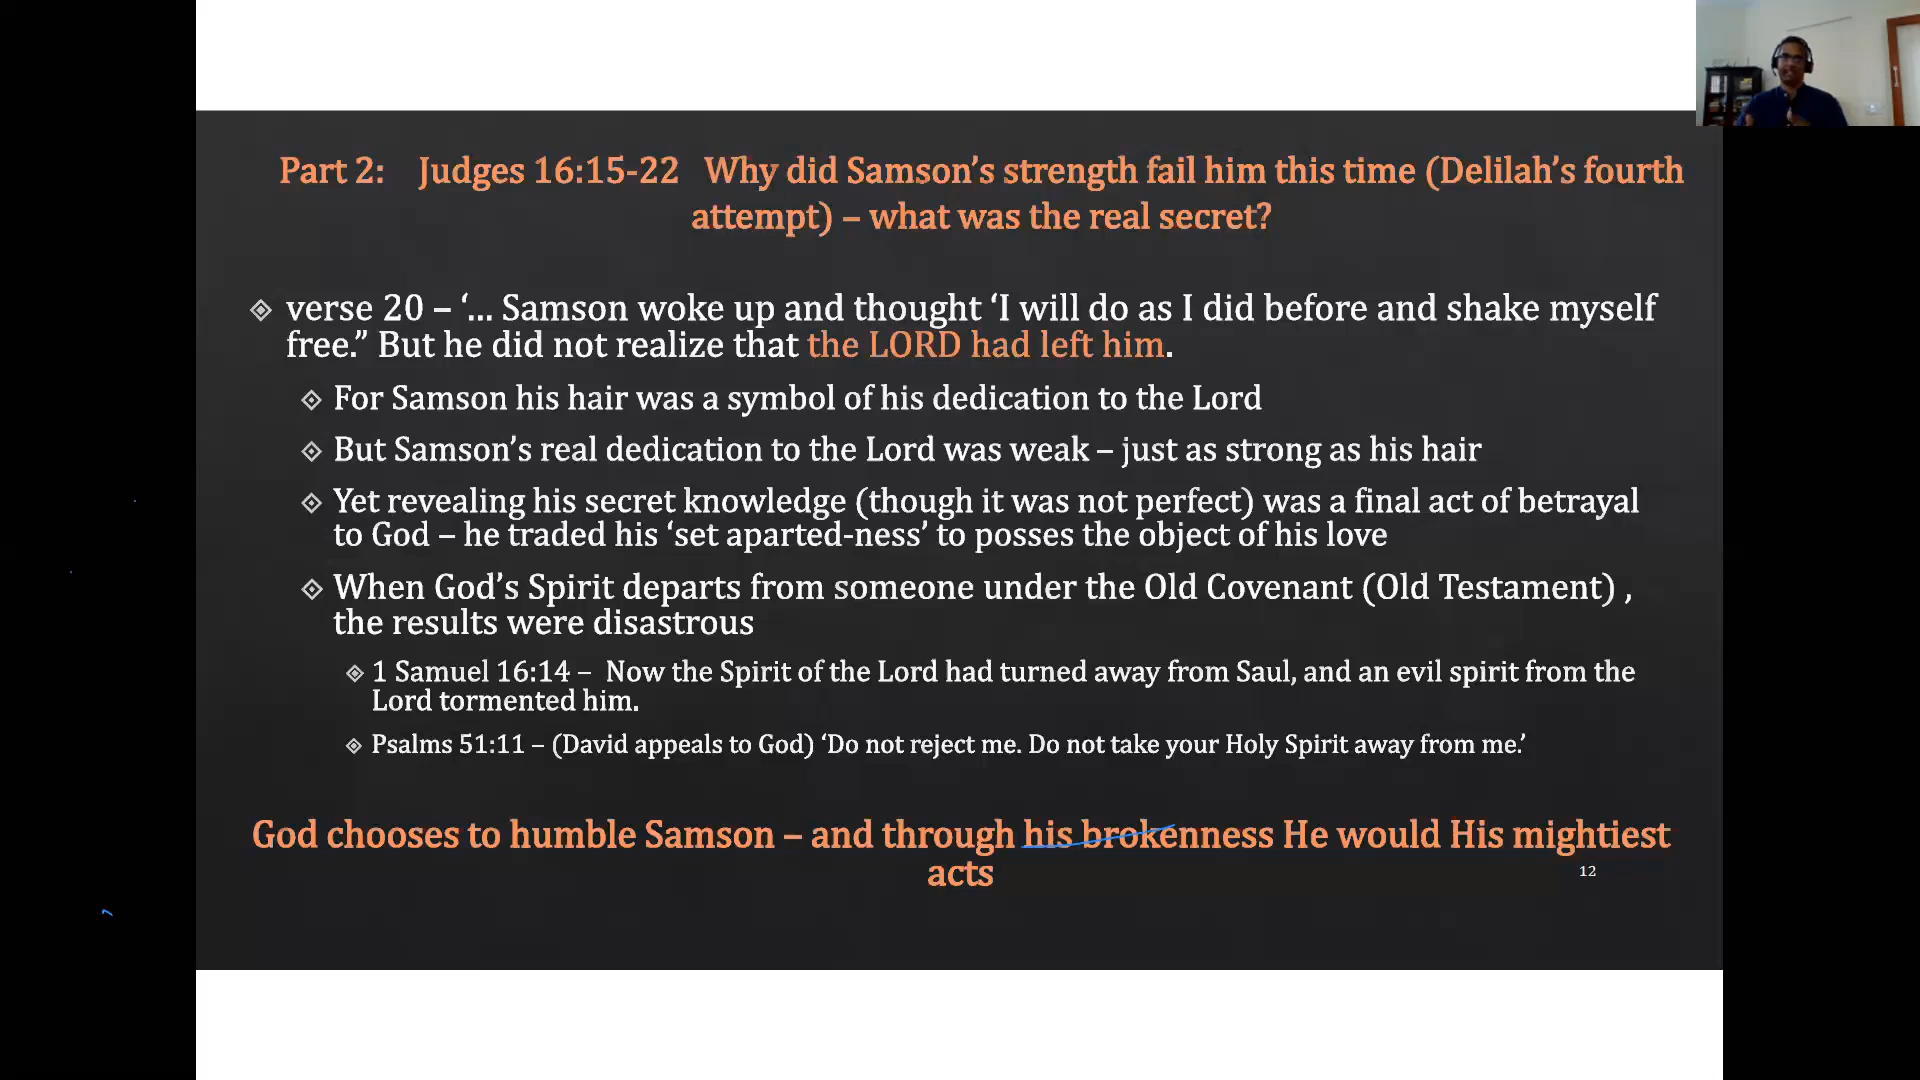 Part 2: Judges 16:15-22 Why did Samson’s strength fail him this time (Delilah’s fourth
attempt) – what was the real secret?
verse 20 – ‘… Samson woke up and thought ‘I will do as I did before and shake myself
free.” But he did not realize that the LORD had left him.
For Samson his hair was a symbol of his dedication to the Lord
But Samson’s real dedication to the Lord was weak – just as strong as his hair
Yet revealing his secret knowledge (though it was not perfect) was a final act of betrayal
to God – he traded his ‘set aparted-ness’ to posses the object of his love
When God’s Spirit departs from someone under the Old Covenant (Old Testament) ,
the results were disastrous
1 Samuel 16:14 – Now the Spirit of the Lord had turned away from Saul, and an evil spirit from the
Lord tormented him.
Psalms 51:11 – (David appeals to God) ‘Do not reject me. Do not take your Holy Spirit away from me.’
God chooses to humble Samson – and through his brokenness He would His mightiest
acts
12